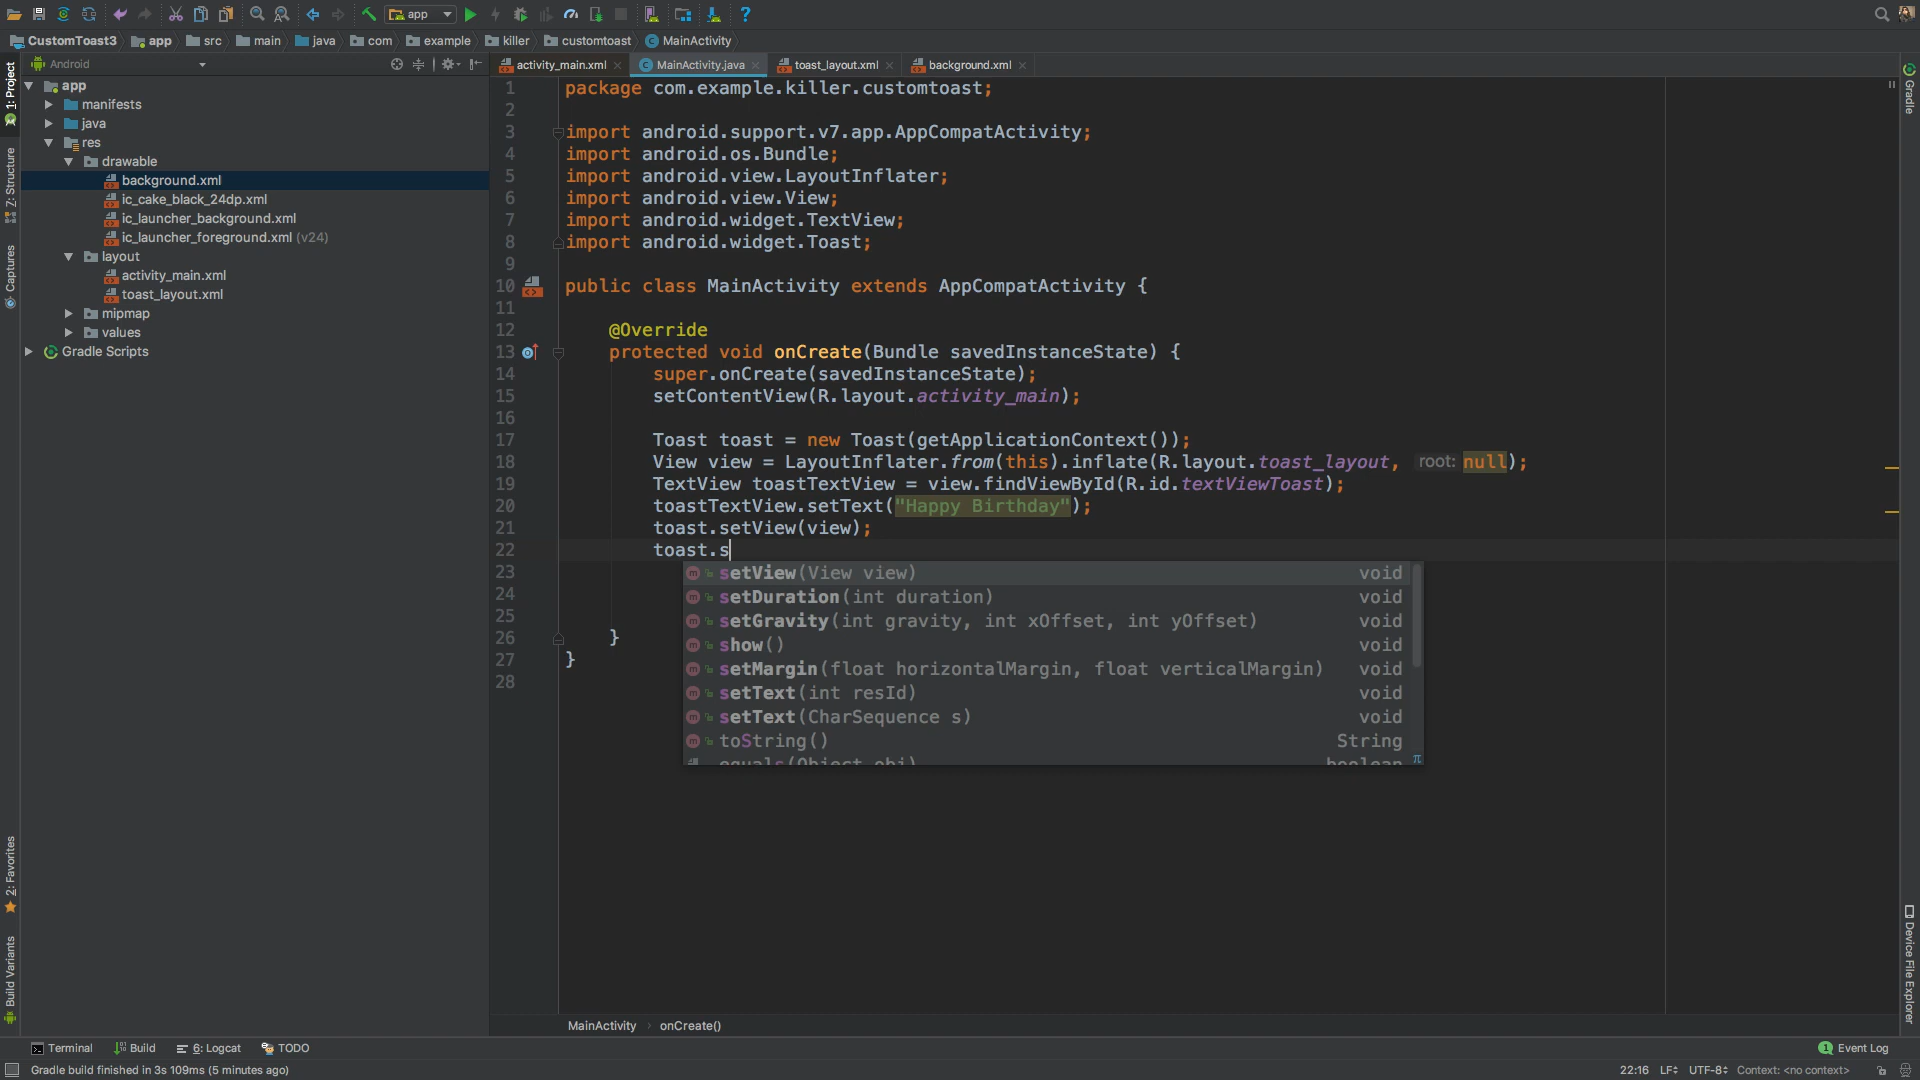 app
CustomToast3 app src main java com example killer customtoast MainActivity
Android
activity_main.xml MainActivity.java toast_layout.xml background.xml
1: Project
Z: Structure
Captures
2: Favorites
Build Variants
app
manifests
java
res
drawable
background.xml
ic_cake_black_24dp.xml
ic_launcher_background.xml
ic_launcher_foreground.xml (v24)
layout
activity_main.xml
toast_layout.xml
mipmap
values
Gradle Scripts
1 package com.example.killer.customtoast;
2
3 import android.support.v7.app.AppCompatActivity;
4 import android.os.Bundle;
5 import android.view.LayoutInflater;
6 import android.view.View;
7 import android.widget.TextView;
8 import android.widget.Toast;
9
10 public class MainActivity extends AppCompatActivity {
11
12 @Override
13 protected void onCreate(Bundle savedInstanceState) {
14 super.onCreate(savedInstanceState);
15 setContentView(R.layout.activity_main);
16
17 Toast toast = new Toast(getApplicationContext());
18 View view = LayoutInflater.from(this).inflate(R.layout.toast_layout, root: null);
19 TextView toastTextView = view.findViewById(R.id.textViewToast);
20 toastTextView.setText("Happy Birthday");
21 toast.setView(view);
22 toast.s
23
24
25
26 }
27 }
28
setView(View view) void
setDuration(int duration) void
setGravity(int gravity, int xOffset, int yOffset) void
show() void
setMargin(float horizontalMargin, float verticalMargin) void
setText(int resId) void
setText(CharSequence s) void
toString() String
equals(Object obj) boolean
π
Gradle
Device File Explorer
MainActivity › onCreate()
Terminal Build 6: Logcat TODO
1 Event Log
Gradle build finished in 3s 109ms (5 minutes ago)
22:16 LF÷ UTF-8÷ Context: <no context>